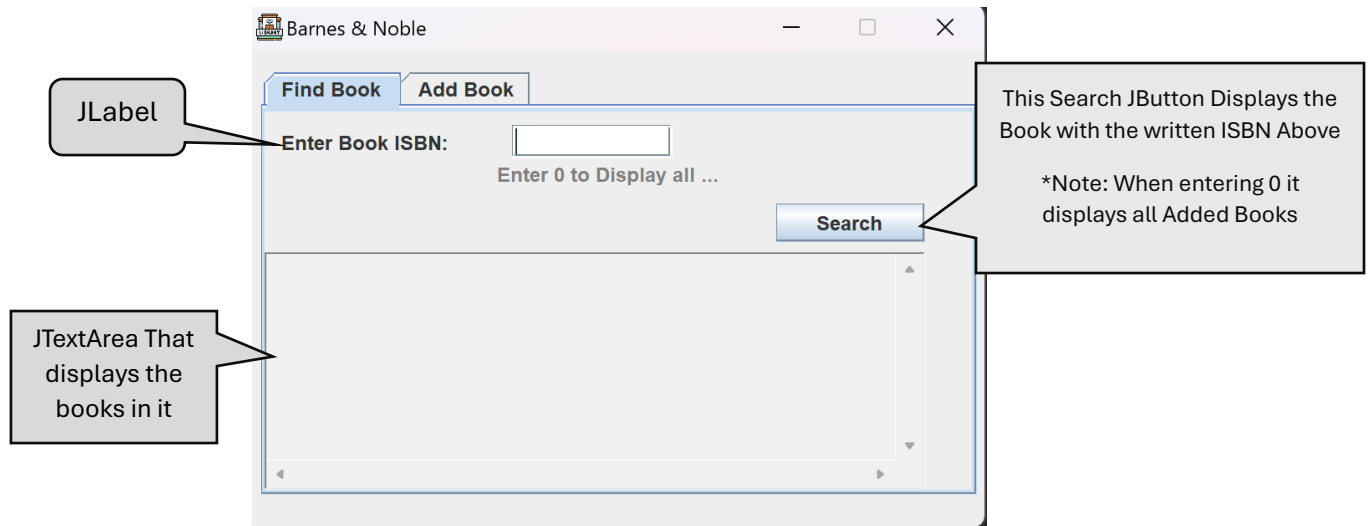 LIBRARY
Barnes & Noble
Find Book
Add Book
JLabel
Enter Book ISBN:
Enter 0 to Display all ...
Search
This Search JButton Displays the
Book with the written ISBN Above
*Note: When entering 0 it
displays all Added Books
JTextArea That
displays the
books in it